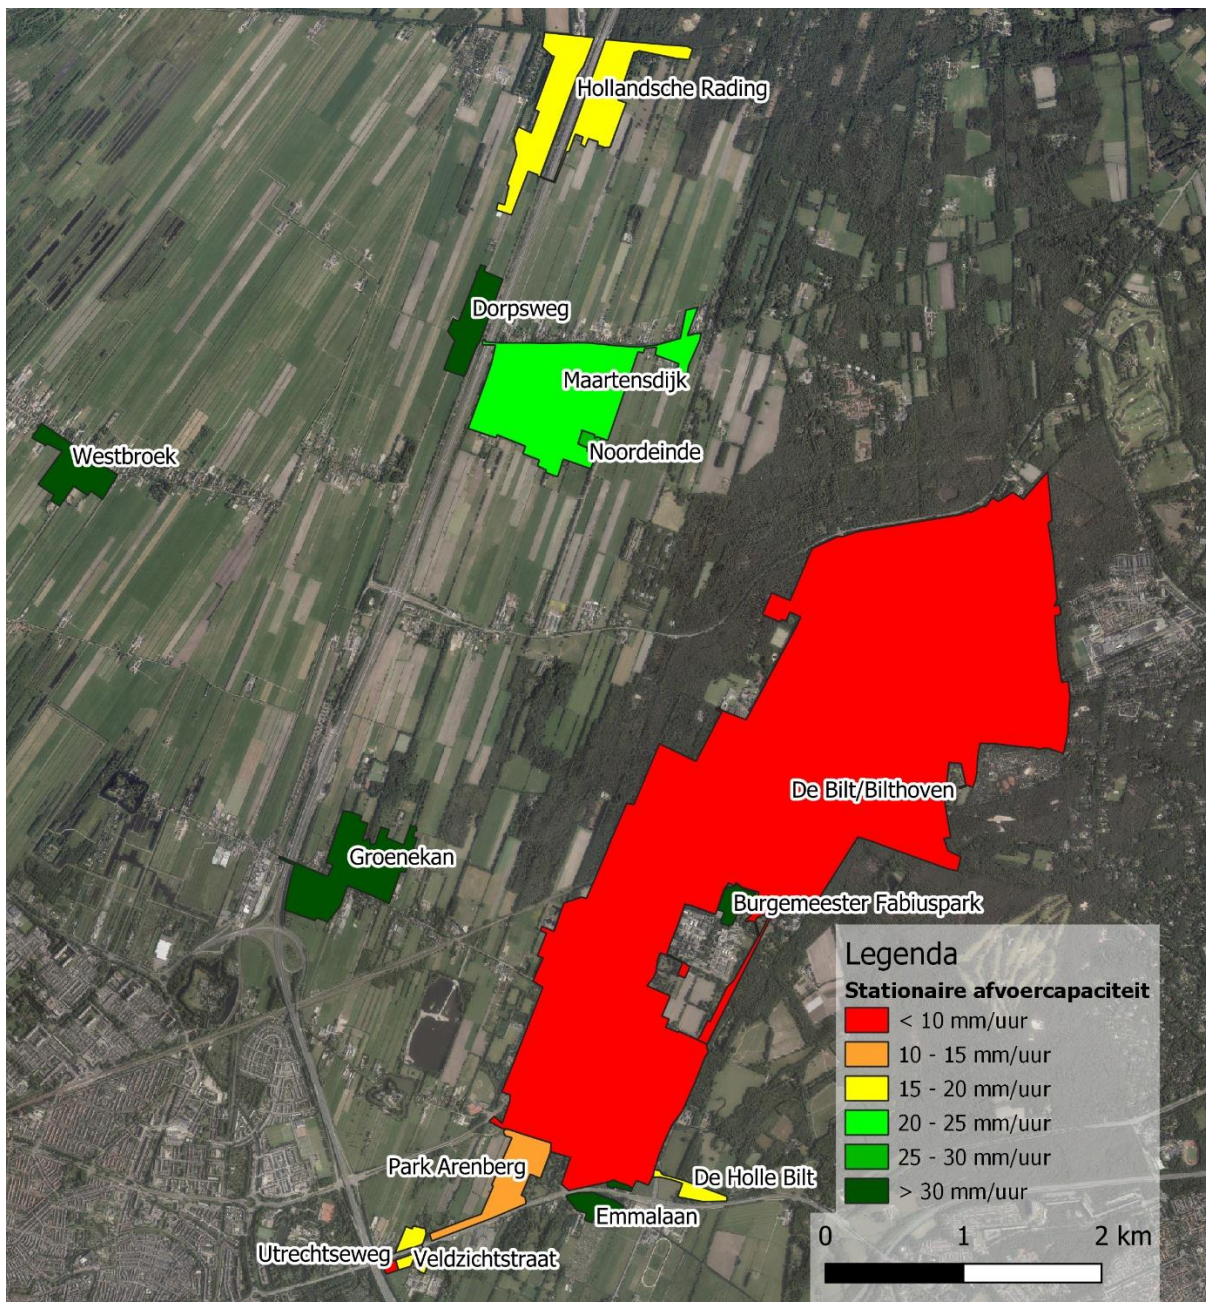 Hollandsche Rading
Dorpsweg
Maartensdijk
Noordeinde
Westbroek
De Bilt/Bilthoven
Groenekan
Burgemeester Fabiuspark
Park Arenberg
De Holle Bilt
Emmalaan
Utrechtseweg
Veldzichtstraat
Legenda
Stationaire afvoercapaciteit
< 10 mm/uur
10 - 15 mm/uur
15 - 20 mm/uur
20 - 25 mm/uur
25 - 30 mm/uur
> 30 mm/uur
0 1 2 km